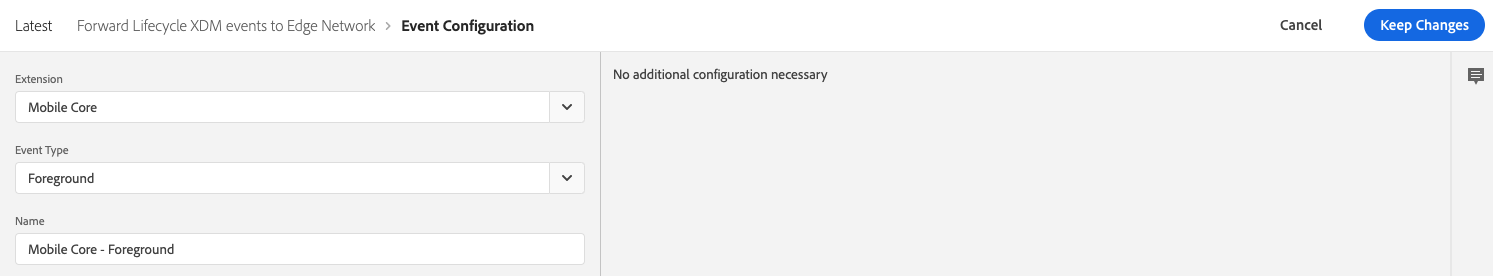 Latest Forward Lifecycle XDM events to Edge Network > Event Configuration Cancel Keep Changes
Extension
No additional configuration necessary
Mobile Core
Event Type
Foreground
Name
Mobile Core - Foreground